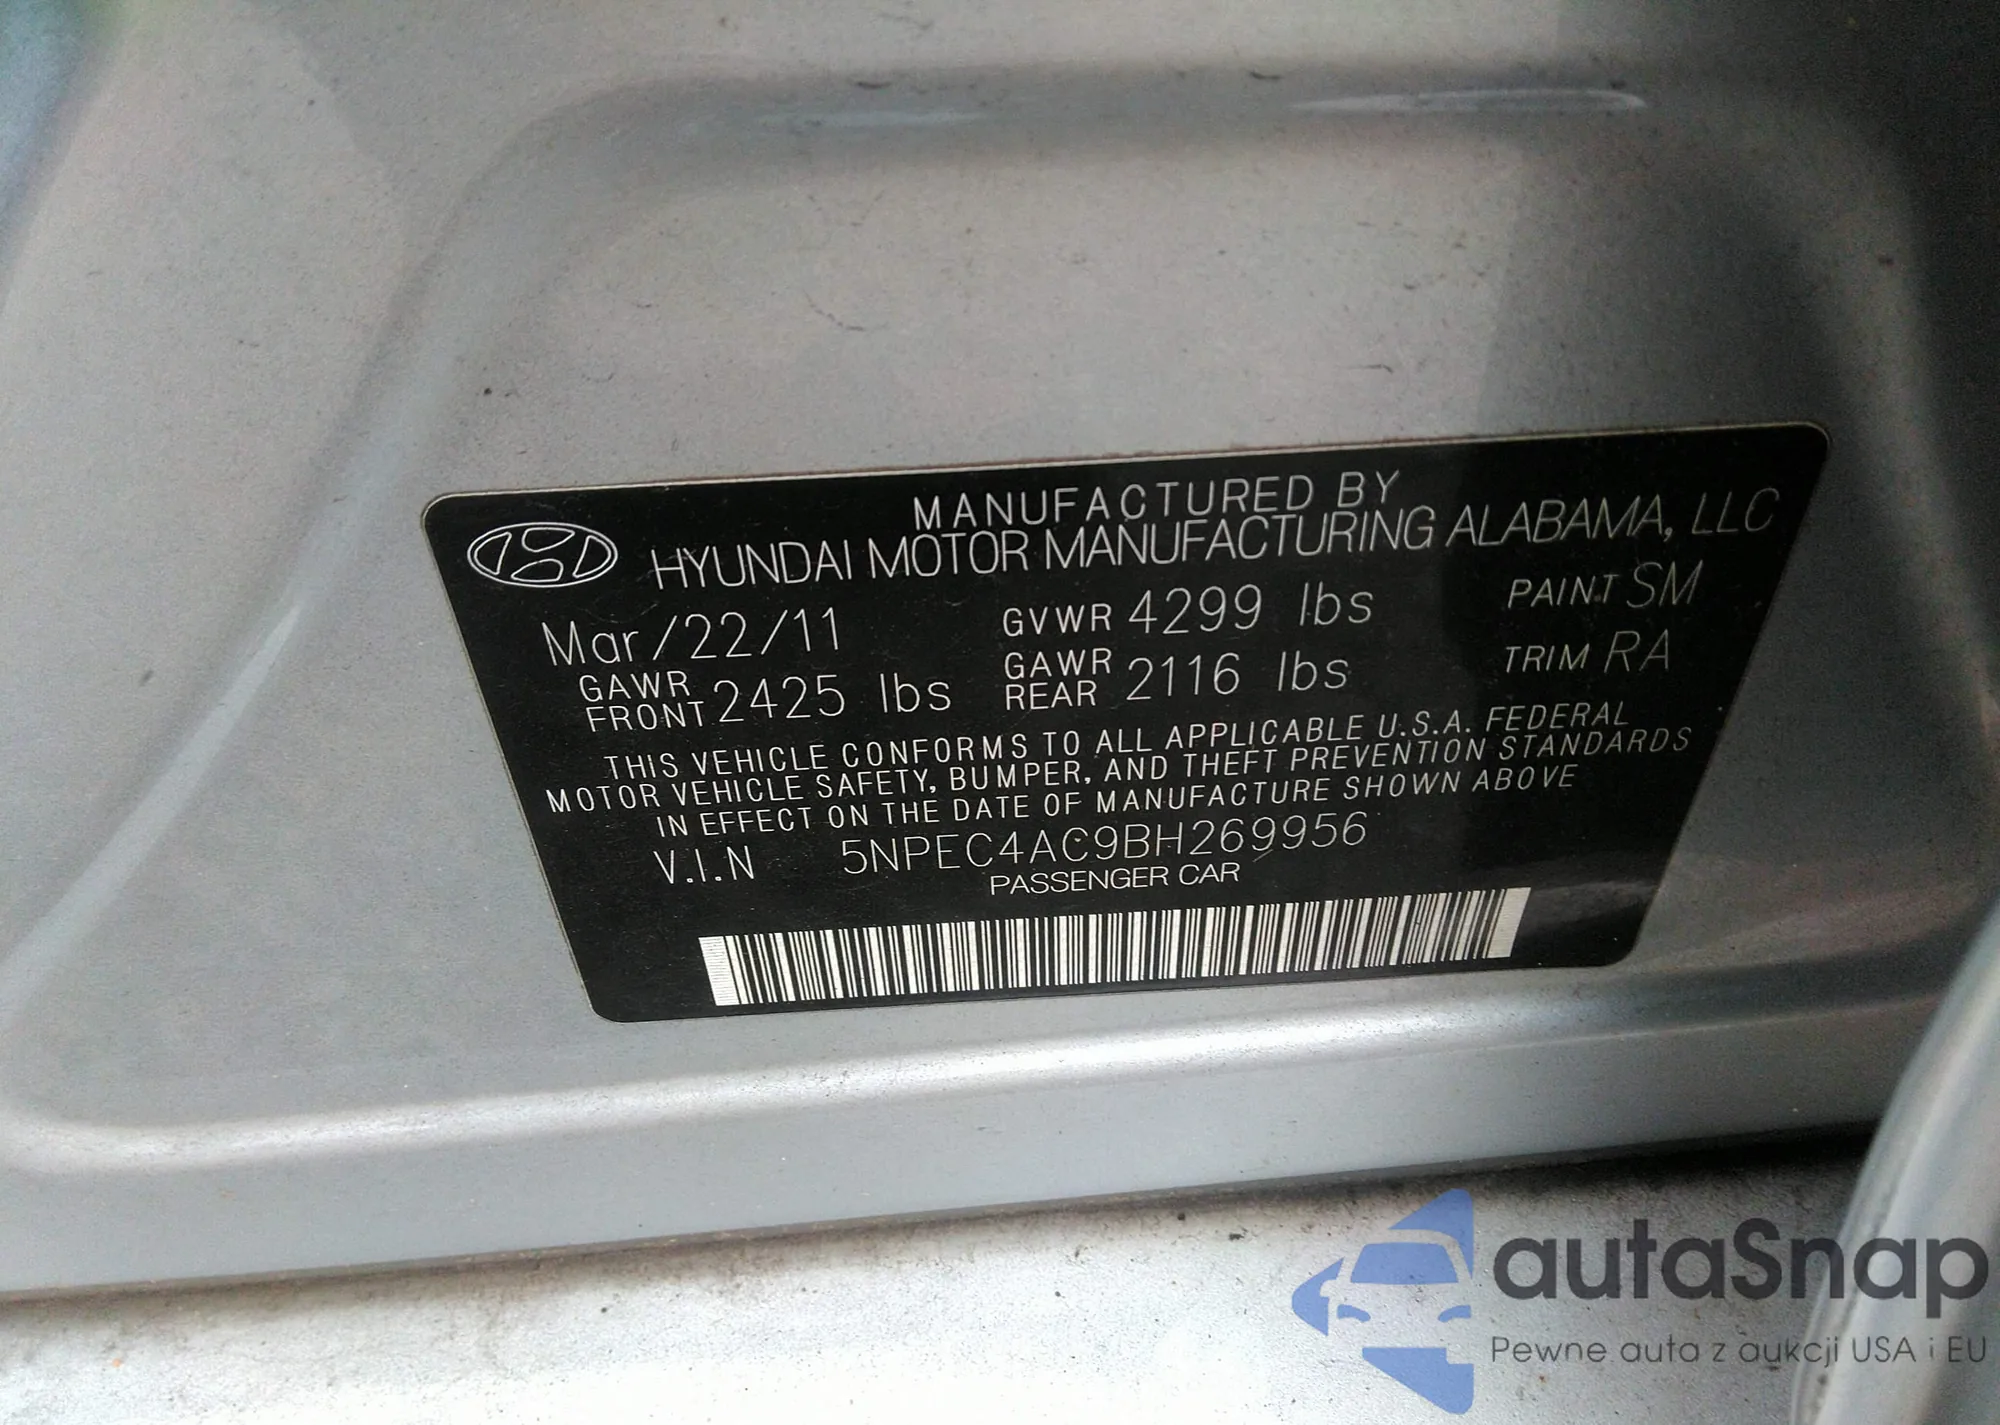 MANUFACTURED BY
HYUNDAI MOTOR MANUFACTURING ALABAMA, LLC
Mar/22/11 GVWR 4299 lbs PAINT SM
GAWR FRONT 2425 lbs GAWR REAR 2116 lbs TRIM RA
THIS VEHICLE CONFORMS TO ALL APPLICABLE U.S.A. FEDERAL
MOTOR VEHICLE SAFETY, BUMPER, AND THEFT PREVENTION STANDARDS
IN EFFECT ON THE DATE OF MANUFACTURE SHOWN ABOVE
V.I.N 5NPEC4AC9BH269956
PASSENGER CAR
autaSnap
Pewne auta z aukcji USA i EU